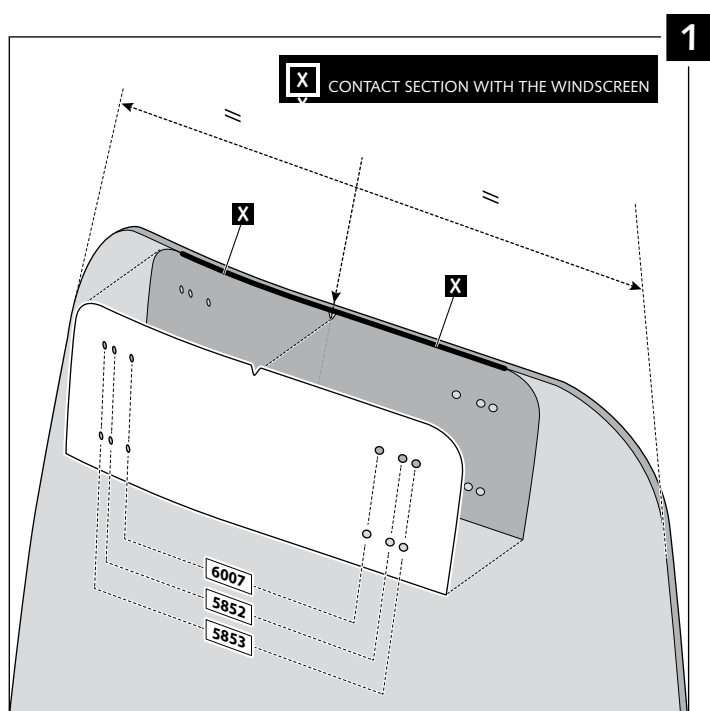 1
X CONTACT SECTION WITH THE WINDSCREEN
X
X
6007
5852
5853